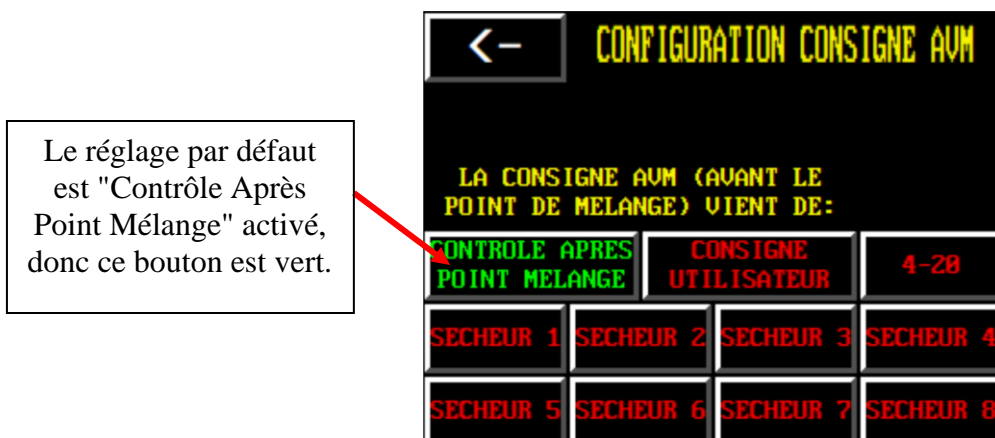 <- CONFIGURATION CONSIGNE AVM
Le réglage par défaut
est "Contrôle Après
Point Mélange" activé,
donc ce bouton est vert.
LA CONSIGNE AVM (AVANT LE
POINT DE MELANGE) VIENT DE:
CONTROLE APRES
POINT MELANGE
CONSIGNE
UTILISATEUR
4-20
SECHEUR 1 SECHEUR 2 SECHEUR 3 SECHEUR 4
SECHEUR 5 SECHEUR 6 SECHEUR 7 SECHEUR 8